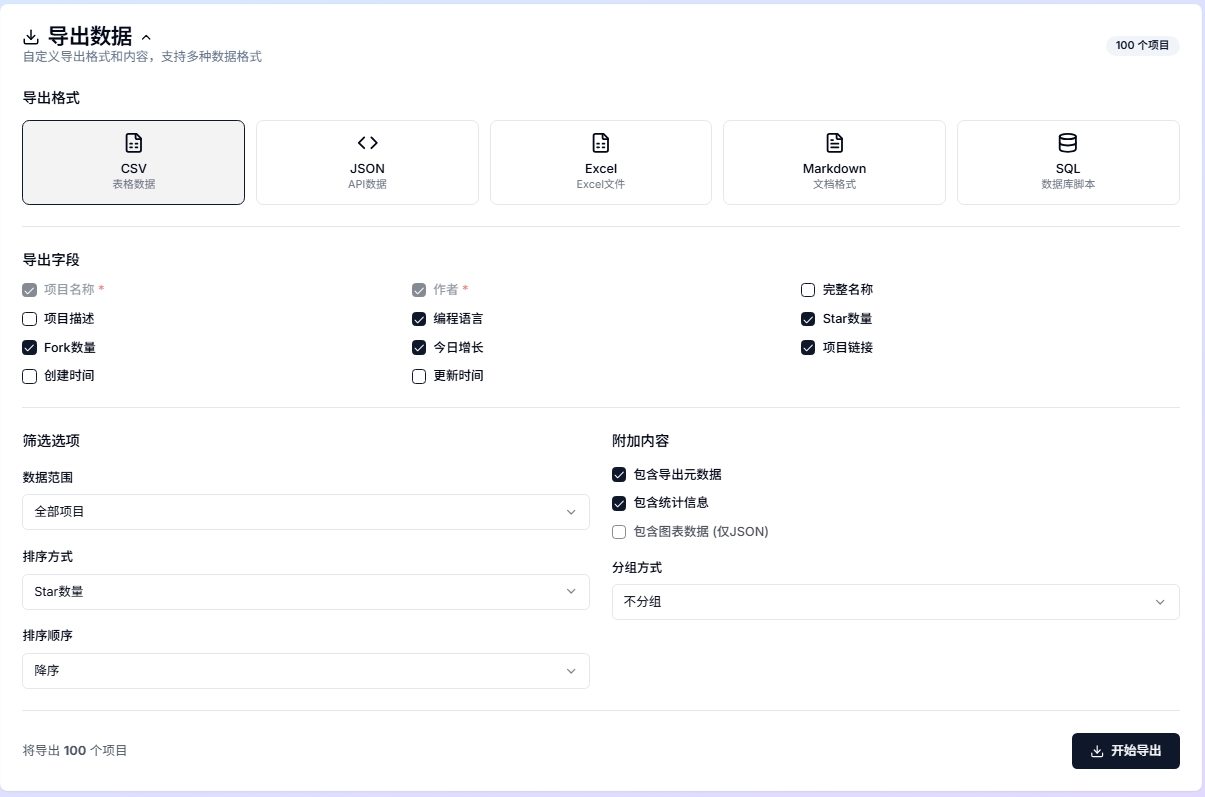 导出数据
自定义导出格式和内容，支持多种数据格式
100 个项目
导出格式
CSV
表格数据
JSON
API数据
Excel
Excel文件
Markdown
文档格式
SQL
数据库脚本
导出字段
项目名称 *
作者 *
完整名称
项目描述
编程语言
Star数量
Fork数量
今日增长
项目链接
创建时间
更新时间
筛选选项
数据范围
全部项目
排序方式
Star数量
排序顺序
降序
附加内容
包含导出元数据
包含统计信息
包含图表数据 (仅JSON)
分组方式
不分组
将导出 100 个项目
开始导出